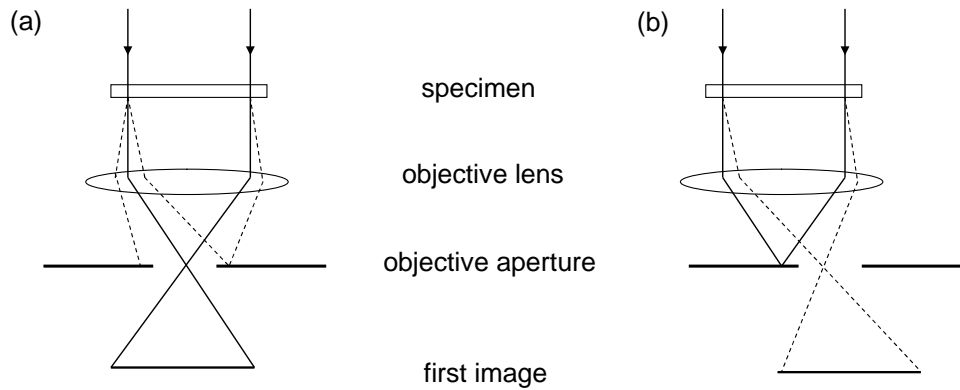 (a)
(b)
specimen
objective lens
objective aperture
first image